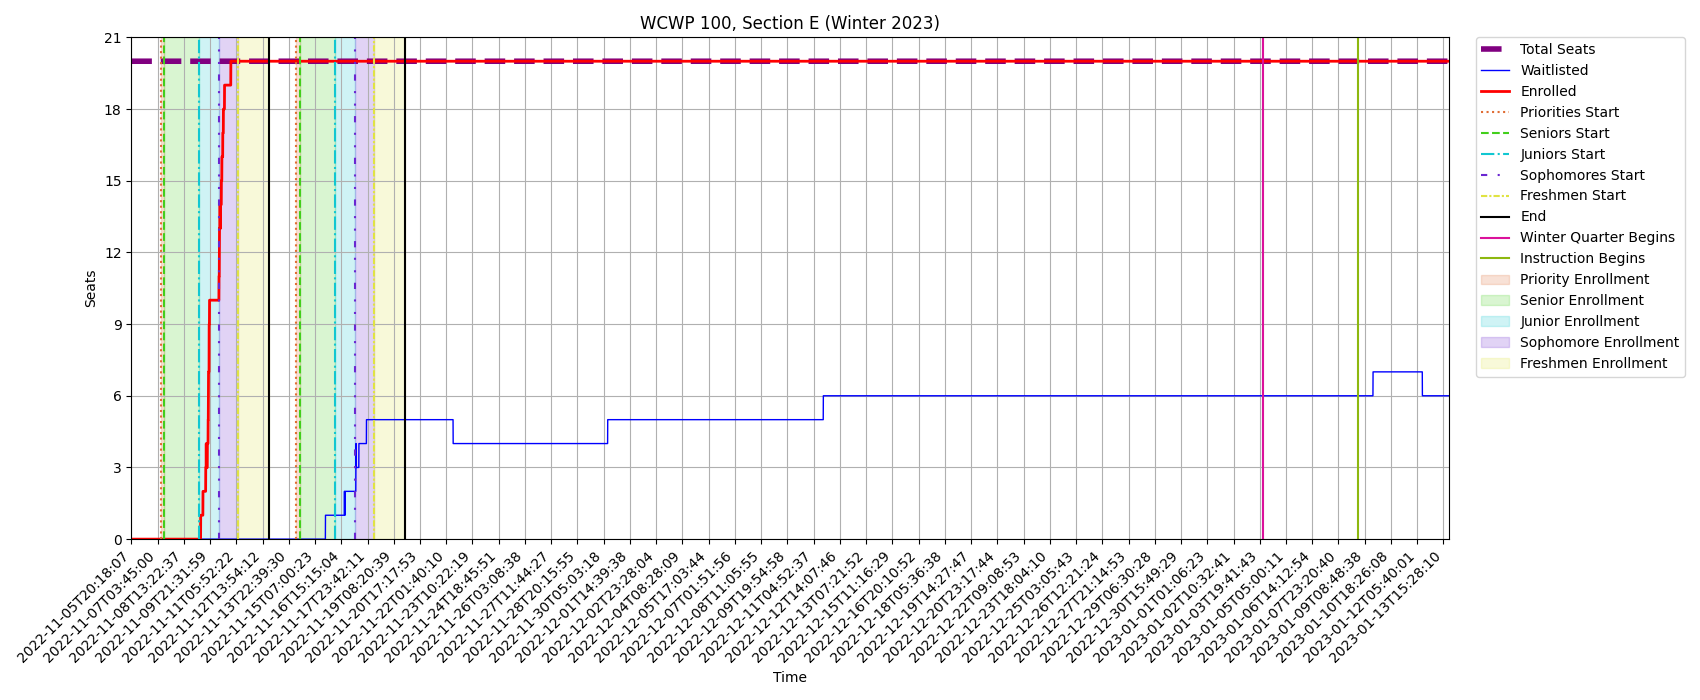 WCWP 100, Section E (Winter 2023)
21
18
15
12
9
6
3
0
Seats
2022-11-05T20:18:07
2022-11-07T03:45:00
2022-11-08T13:22:37
2022-11-09T21:31:59
2022-11-11T05:52:22
2022-11-12T13:54:12
2022-11-13T22:39:30
2022-11-15T07:00:23
2022-11-16T15:15:04
2022-11-17T23:42:11
2022-11-19T08:20:39
2022-11-20T17:17:53
2022-11-22T01:40:10
2022-11-23T10:22:19
2022-11-24T18:45:51
2022-11-26T03:08:38
2022-11-27T11:44:27
2022-11-28T20:15:55
2022-11-30T05:03:18
2022-12-01T14:39:38
2022-12-02T23:28:04
2022-12-04T08:28:09
2022-12-05T17:03:44
2022-12-07T01:51:56
2022-12-08T11:05:55
2022-12-09T19:54:58
2022-12-11T04:52:37
2022-12-12T14:07:46
2022-12-13T07:21:52
2022-12-15T11:16:29
2022-12-16T20:10:52
2022-12-18T05:36:38
2022-12-19T14:27:47
2022-12-20T23:17:44
2022-12-22T09:08:53
2022-12-23T18:04:10
2022-12-25T03:05:43
2022-12-26T12:21:24
2022-12-27T21:14:53
2022-12-29T06:30:28
2022-12-30T15:49:29
2023-01-01T01:06:23
2023-01-02T10:32:41
2023-01-03T19:41:43
2023-01-05T05:00:11
2023-01-06T14:12:54
2023-01-07T23:20:40
2023-01-09T08:48:38
2023-01-10T18:26:08
2023-01-12T05:40:01
2023-01-13T15:28:10
Time
Total Seats
Waitlisted
Enrolled
Priorities Start
Seniors Start
Juniors Start
Sophomores Start
Freshmen Start
End
Winter Quarter Begins
Instruction Begins
Priority Enrollment
Senior Enrollment
Junior Enrollment
Sophomore Enrollment
Freshmen Enrollment